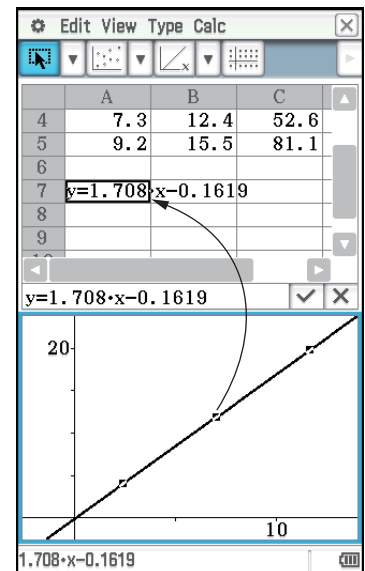 Edit View Type Calc
A B C
4 7.3 12.4 52.6
5 9.2 15.5 81.1
6
7 y=1.708·x-0.1619
8
9
y=1.708·x-0.1619
20
10
1.708·x-0.1619